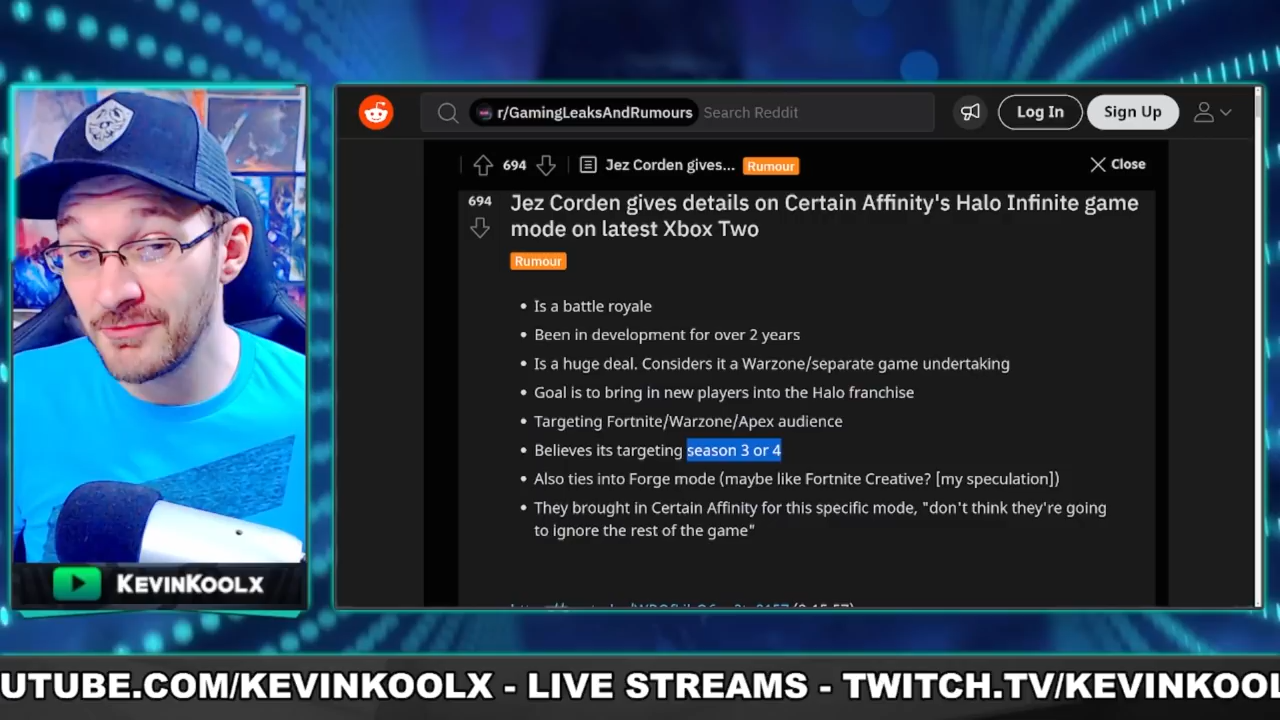 r/GamingLeaksAndRumours Search Reddit
Log In
Sign Up
694
Jez Corden gives...
Rumour
Close
694
Jez Corden gives details on Certain Affinity's Halo Infinite game
mode on latest Xbox Two
Rumour
• Is a battle royale
• Been in development for over 2 years
• Is a huge deal. Considers it a Warzone/separate game undertaking
• Goal is to bring in new players into the Halo franchise
• Targeting Fortnite/Warzone/Apex audience
• Believes its targeting season 3 or 4
• Also ties into Forge mode (maybe like Fortnite Creative? [my speculation])
• They brought in Certain Affinity for this specific mode, "don't think they're going
to ignore the rest of the game"
KEVINKOOLX
UTUBE.COM/KEVINKOOLX - LIVE STREAMS - TWITCH.TV/KEVINKOOL